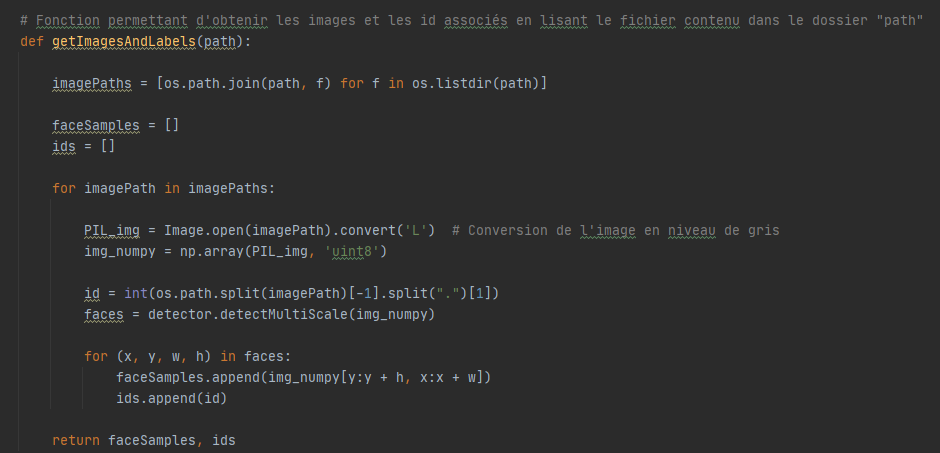 # Fonction permettant d'obtenir les images et les id associés en lisant le fichier contenu dans le dossier "path"
def getImagesAndLabels(path):
imagePaths = [os.path.join(path, f) for f in os.listdir(path)]
faceSamples = []
ids = []
for imagePath in imagePaths:
PIL_img = Image.open(imagePath).convert('L')  # Conversion de l'image en niveau de gris
img_numpy = np.array(PIL_img, 'uint8')
id = int(os.path.split(imagePath)[-1].split(".")[1])
faces = detector.detectMultiScale(img_numpy)
for (x, y, w, h) in faces:
faceSamples.append(img_numpy[y:y + h, x:x + w])
ids.append(id)
return faceSamples, ids